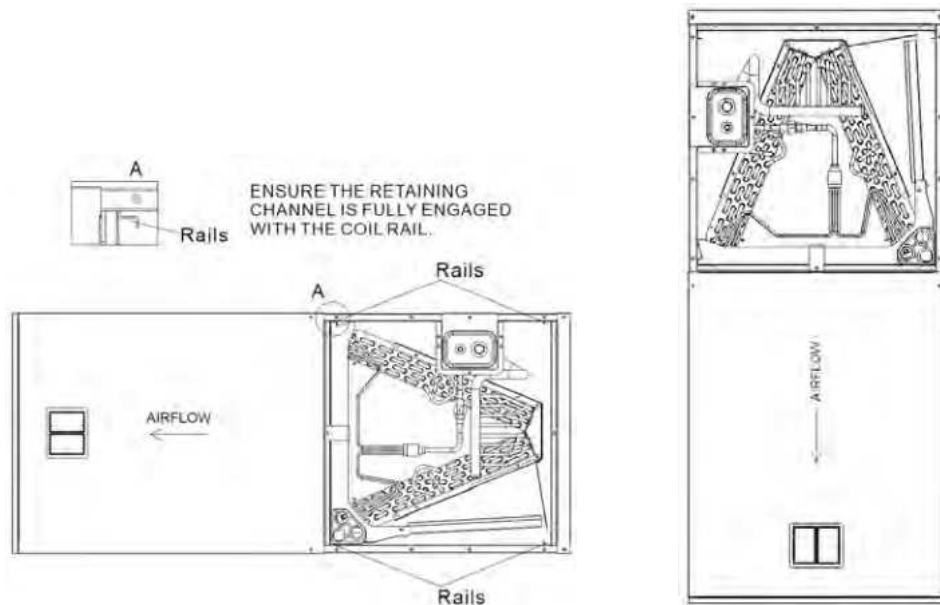 A
ENSURE THE RETAINING
CHANNEL IS FULLY ENGAGED
WITH THE COIL RAIL.
Rails
Rails
A
AIRFLOW
AIRFLOW
Rails